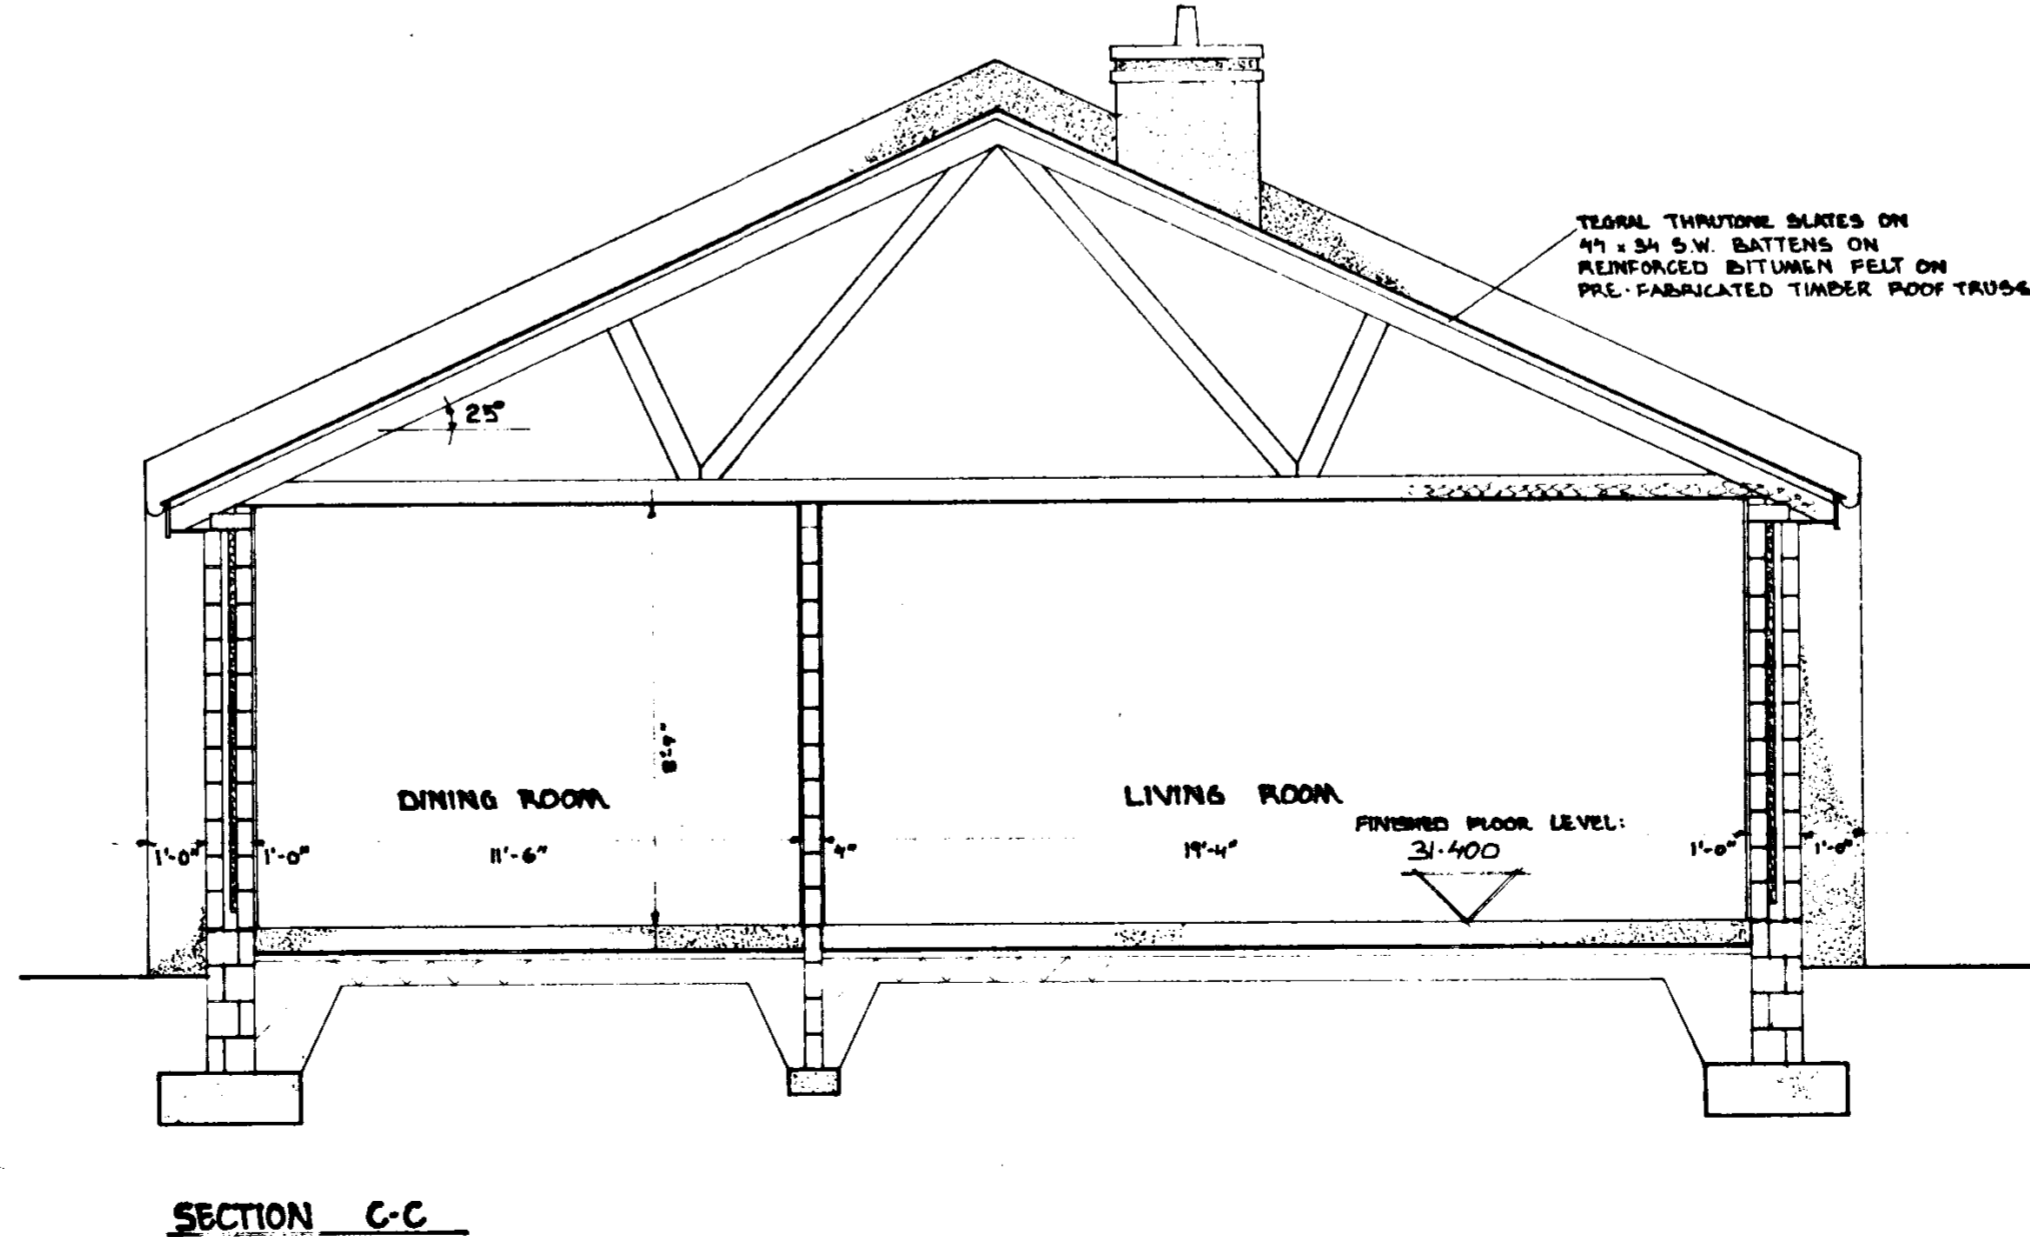 TEGRAL THRUTONE SLATES ON
44 x 34 S.W. BATTENS ON
REINFORCED BITUMEN FELT ON
PRE-FABRICATED TIMBER ROOF TRUSS
25°
DINING ROOM
LIVING ROOM
FINISHED FLOOR LEVEL:
31.400
1'-0" 1'-0" 11'-6" 4" 19'-4" 1'-0" 1'-0"
SECTION C-C